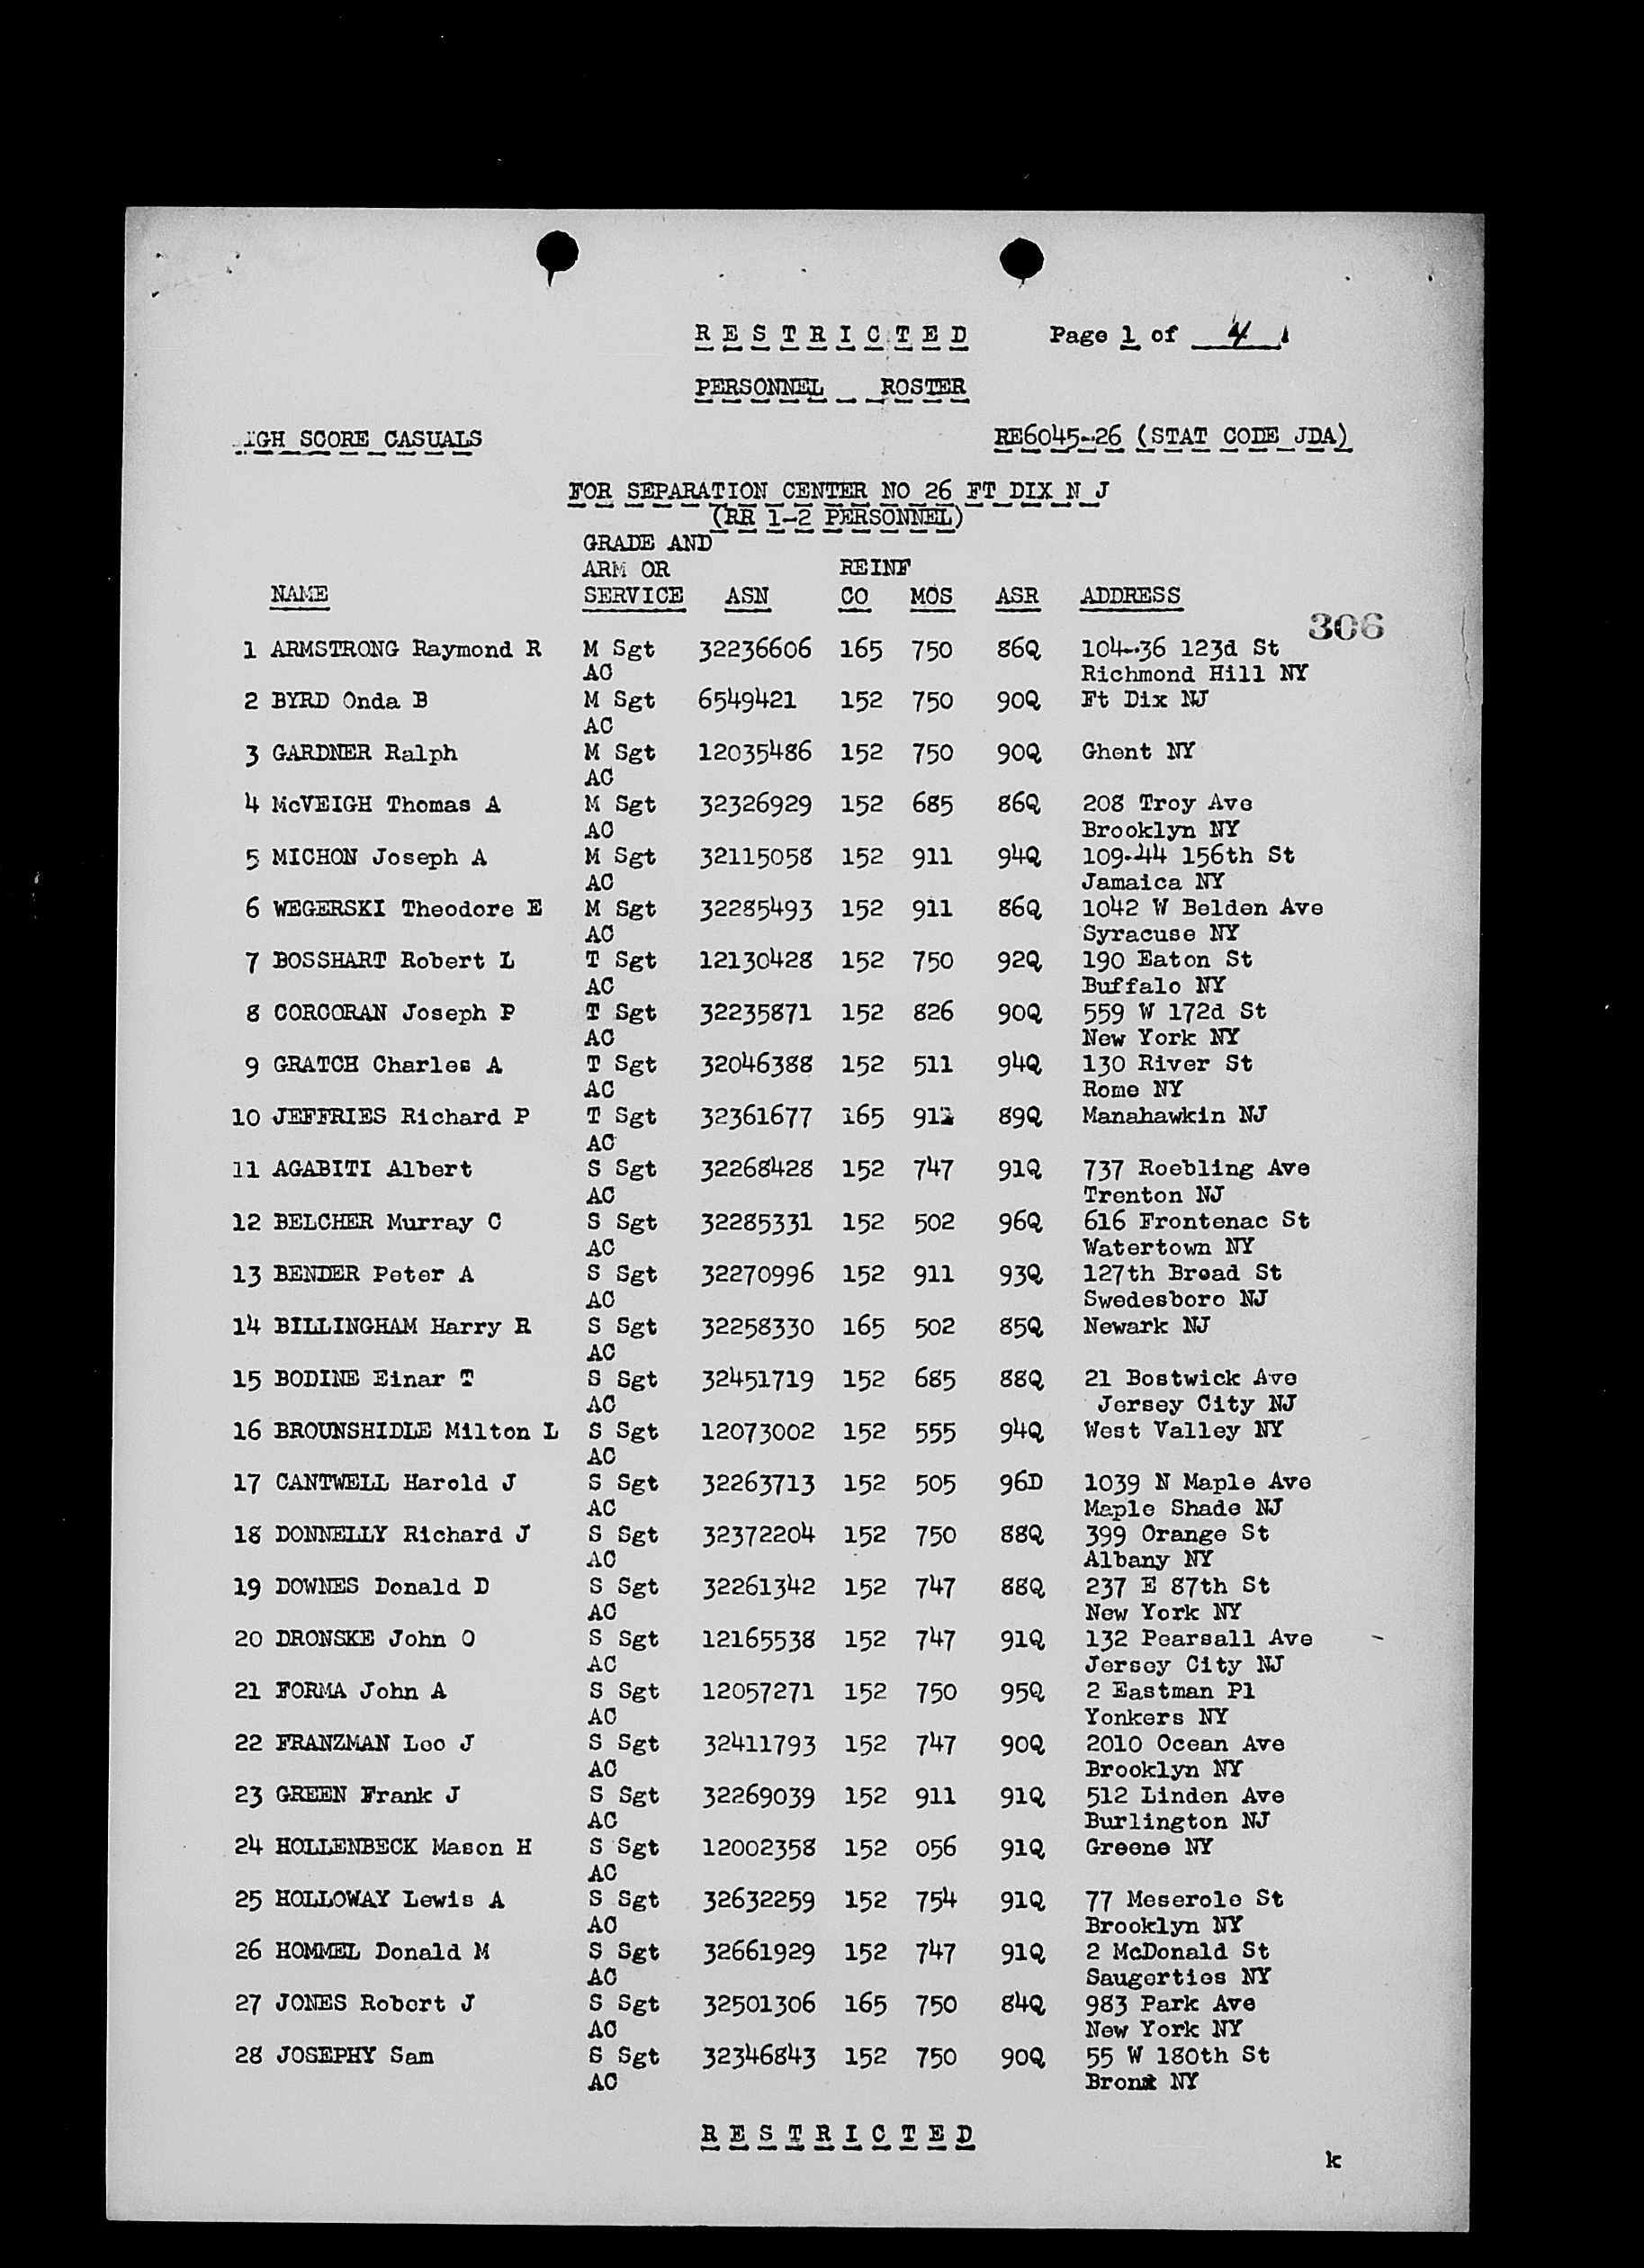 RESTRICTED Page 1 of 4
PERSONNEL ROSTER
IGH SCORE CASUALS RE6045-26 (STAT CODE JDA)
FOR SEPARATION CENTER NO 26 FT DIX N J
(RR 1-2 PERSONNEL)
GRADE AND
ARM OR REINF
NAME SERVICE ASN CO MOS ASR ADDRESS
306
1 ARMSTRONG Raymond R M Sgt 32236606 165 750 86Q 104-36 123d St
AC Richmond Hill NY
2 BYRD Onda B M Sgt 6549421 152 750 90Q Ft Dix NJ
AC
3 GARDNER Ralph M Sgt 12035486 152 750 90Q Ghent NY
AC
4 McVEIGH Thomas A M Sgt 32326929 152 685 86Q 208 Troy Ave
AC Brooklyn NY
5 MICHON Joseph A M Sgt 32115058 152 911 94Q 109-44 156th St
AC Jamaica NY
6 WEGERSKI Theodore E M Sgt 32285493 152 911 86Q 1042 W Belden Ave
AC Syracuse NY
7 BOSSHART Robert L T Sgt 12130428 152 750 92Q 190 Eaton St
AC Buffalo NY
8 CORCORAN Joseph P T Sgt 32235871 152 826 90Q 559 W 172d St
AC New York NY
9 GRATCH Charles A T Sgt 32046388 152 511 94Q 130 River St
AC Rome NY
10 JEFFRIES Richard P T Sgt 32361677 165 89Q Manahawkin NJ
AC
11 AGABITI Albert S Sgt 32268428 152 747 91Q 737 Roebling Ave
AC Trenton NJ
12 BELCHER Murray C S Sgt 32285331 152 502 96Q 616 Frontenac St
AC Watertown NY
13 BENDER Peter A S Sgt 32270996 152 911 93Q 127th Broad St
AC Swedesboro NJ
14 BILLINGHAM Harry R S Sgt 32258330 165 502 85Q Newark NJ
AC
15 BODINE Einar T S Sgt 32451719 152 685 88Q 21 Bostwick Ave
AC Jersey City NJ
16 BROUNSHIDLE Milton L S Sgt 12073002 152 555 94Q West Valley NY
AC
17 CANTWELL Harold J S Sgt 32263713 152 505 96D 1039 N Maple Ave
AC Maple Shade NJ
18 DONNELLY Richard J S Sgt 32372204 152 750 88Q 399 Orange St
AC Albany NY
19 DOWNES Donald D S Sgt 32261342 152 747 88Q 237 E 87th St
AC New York NY
20 DRONSKE John O S Sgt 12165538 152 747 91Q 132 Pearsall Ave
AC Jersey City NJ
21 FORMA John A S Sgt 12057271 152 750 95Q 2 Eastman Pl
AC Yonkers NY
22 FRANZMAN Leo J S Sgt 32411793 152 747 90Q 2010 Ocean Ave
AC Brooklyn NY
23 GREEN Frank J S Sgt 32269039 152 911 91Q 512 Linden Ave
AC Burlington NJ
24 HOLLENBECK Mason H S Sgt 12002358 152 056 91Q Greene NY
AC
25 HOLLOWAY Lewis A S Sgt 32632259 152 754 91Q 77 Meserole St
AC Brooklyn NY
26 HOMMEL Donald M S Sgt 32661929 152 747 91Q 2 McDonald St
AC Saugerties NY
27 JONES Robert J S Sgt 32501306 165 750 84Q 983 Park Ave
AC New York NY
28 JOSEPHY Sam S Sgt 32346843 152 750 90Q 55 W 180th St
AC Bronx NY
RESTRICTED
k